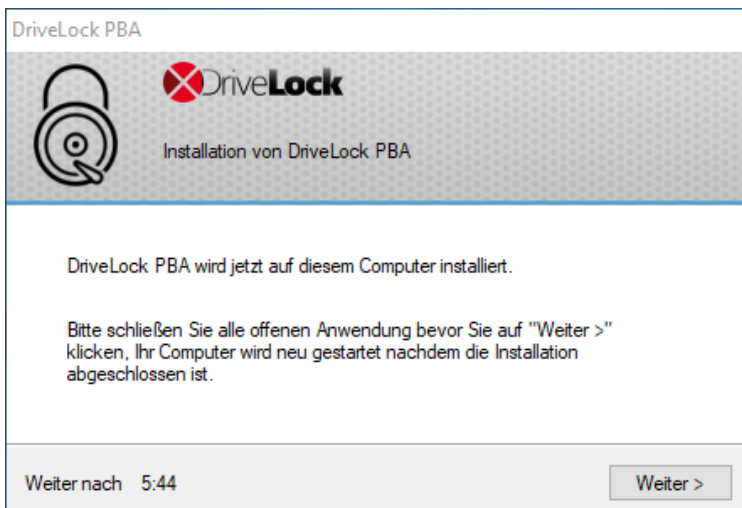 DriveLock PBA
DriveLock
Installation von DriveLock PBA
DriveLock PBA wird jetzt auf diesem Computer installiert.
Bitte schließen Sie alle offenen Anwendung bevor Sie auf "Weiter >"
klicken, Ihr Computer wird neu gestartet nachdem die Installation
abgeschlossen ist.
Weiter nach 5:44
Weiter >